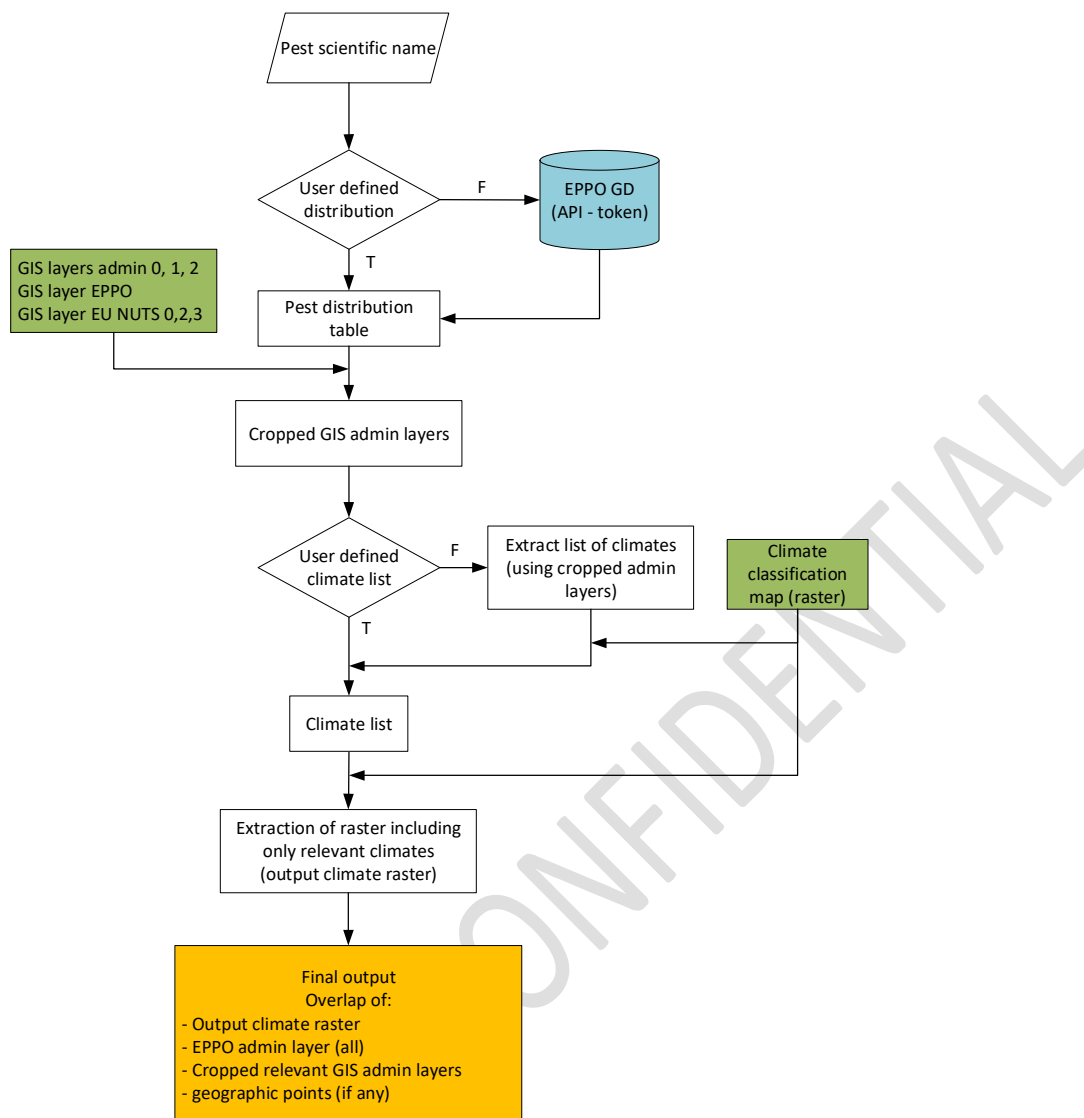 Pest scientific name
User defined
distribution
F
EPPO GD
(API - token)
T
GIS layers admin 0, 1, 2
GIS layer EPPO
GIS layer EU NUTS 0,2,3
Pest distribution
table
Cropped GIS admin layers
User defined
climate list
F
Extract list of climates
(using cropped admin
layers)
Climate
classification
map (raster)
T
Climate list
Extraction of raster including
only relevant climates
(output climate raster)
Final output
Overlap of:
- Output climate raster
- EPPO admin layer (all)
- Cropped relevant GIS admin layers
- geographic points (if any)
ONFIDENTIAL